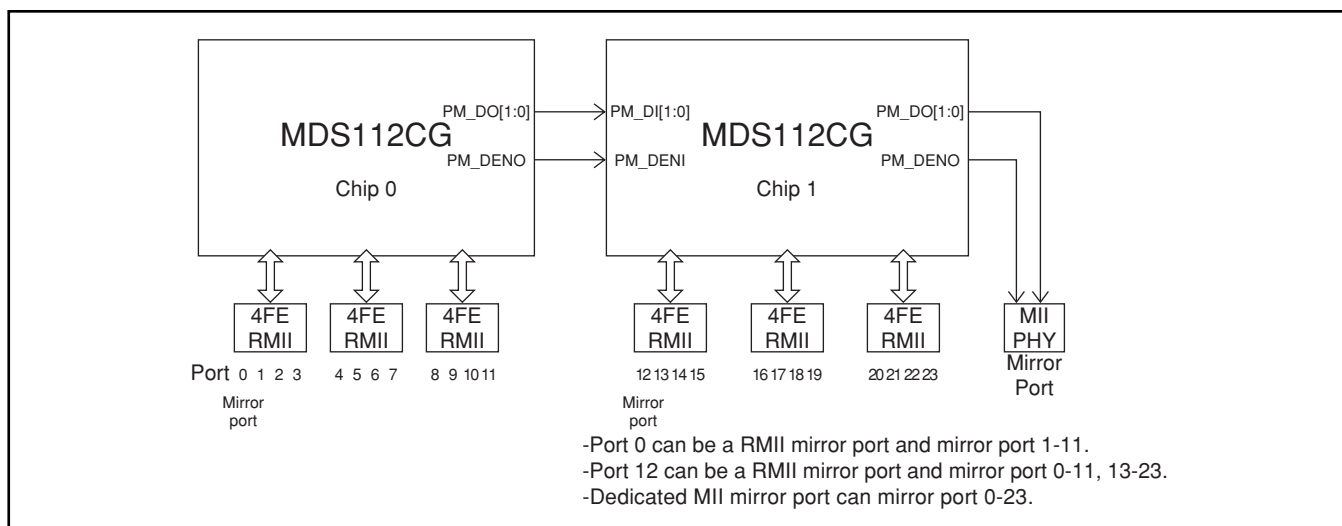 PM_DO[1:0]
PM_DI[1:0]
PM_DO[1:0]
MDS112CG
MDS112CG
PM_DENO
PM_DENI
PM_DENO
Chip 0
Chip 1
4FE
RMII
4FE
RMII
4FE
RMII
4FE
RMII
4FE
RMII
4FE
RMII
MII
PHY
Mirror
Port
Port 0 1 2 3 4 5 6 7 8 9 10 11 12 13 14 15 16 17 18 19 20 21 22 23
Mirror
port
Mirror
port
-Port 0 can be a RMII mirror port and mirror port 1-11.
-Port 12 can be a RMII mirror port and mirror port 0-11, 13-23.
-Dedicated MII mirror port can mirror port 0-23.